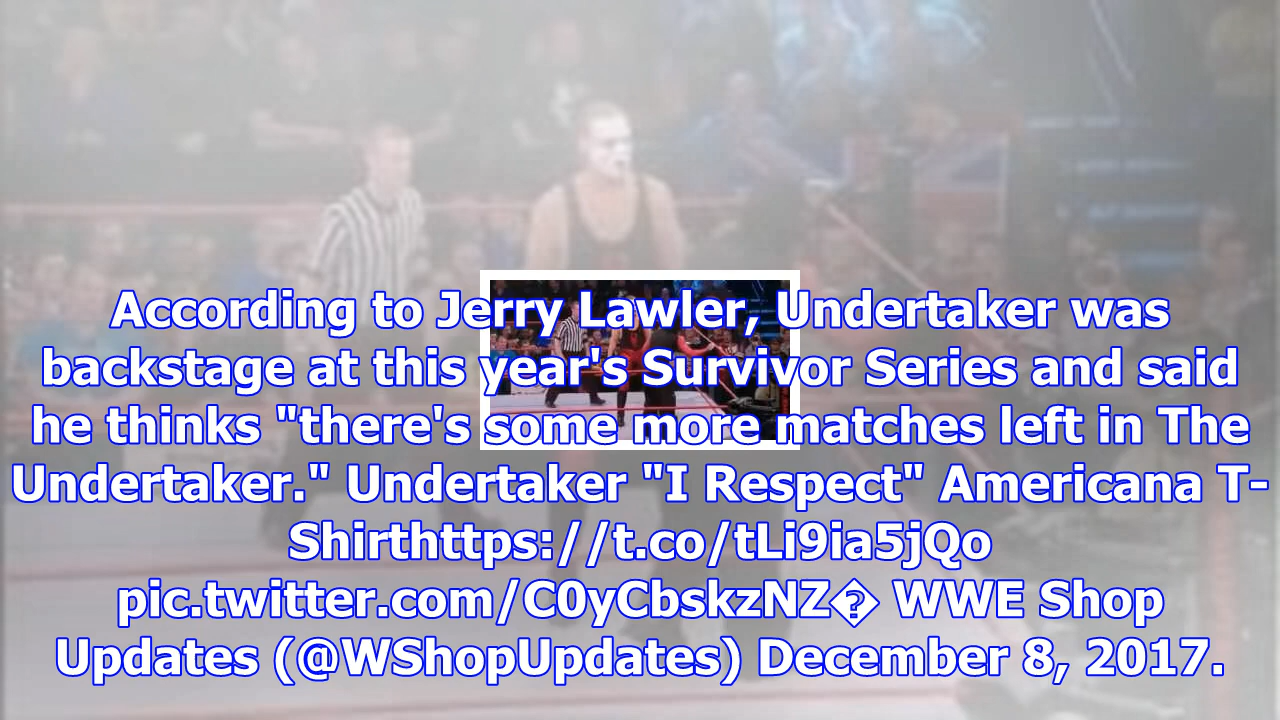 According to Jerry Lawler, Undertaker was
backstage at this year's Survivor Series and said
he thinks "there's some more matches left in The
Undertaker." Undertaker "I Respect" Americana T-
Shirthttps://t.co/tLi9ia5jQo
pic.twitter.com/C0yCbskzNZ� WWE Shop
Updates (@WShopUpdates) December 8, 2017.